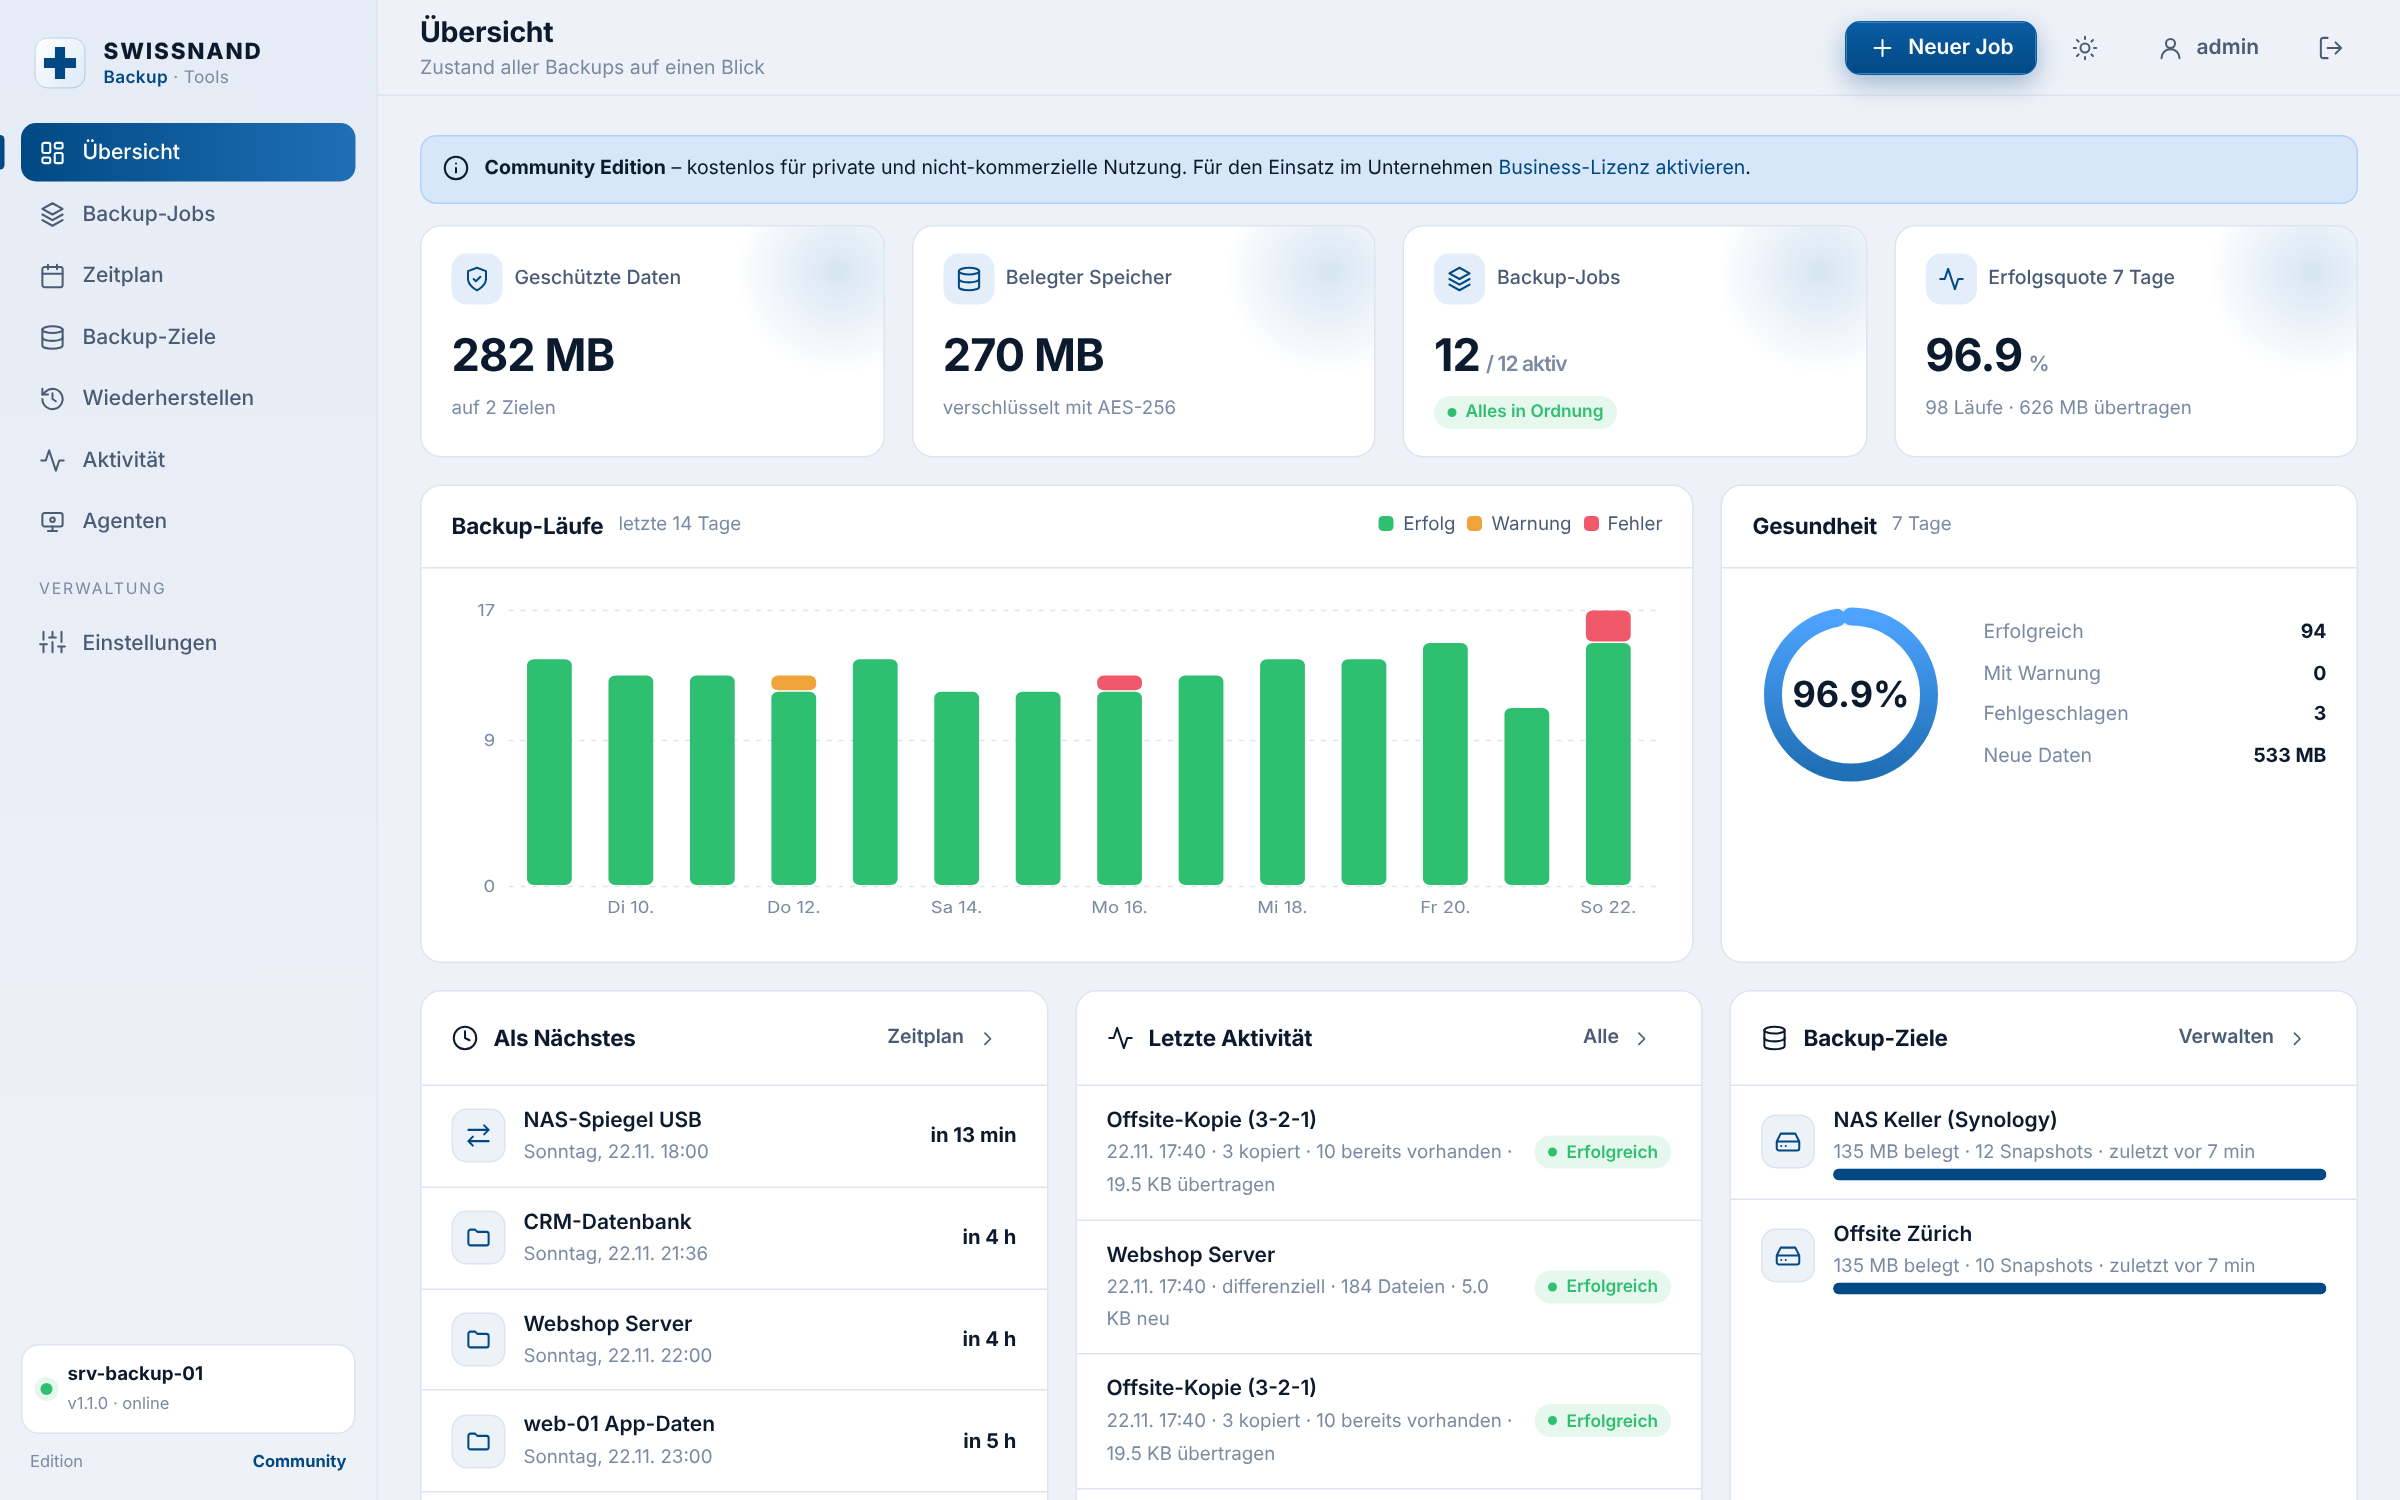 SWISSNAND
Backup · Tools
Übersicht
Backup-Jobs
Zeitplan
Backup-Ziele
Wiederherstellen
Aktivität
Agenten
VERWALTUNG
Einstellungen
srv-backup-01
v1.1.0 · online
Edition Community
Übersicht
Zustand aller Backups auf einen Blick
Neuer Job
admin
Community Edition – kostenlos für private und nicht-kommerzielle Nutzung. Für den Einsatz im Unternehmen Business-Lizenz aktivieren.
Geschützte Daten
282 MB
auf 2 Zielen
Belegter Speicher
270 MB
verschlüsselt mit AES-256
Backup-Jobs
12 / 12 aktiv
Alles in Ordnung
Erfolgsquote 7 Tage
96.9 %
98 Läufe · 626 MB übertragen
Backup-Läufe letzte 14 Tage
Erfolg Warnung Fehler
17
9
0
Di 10. Do 12. Sa 14. Mo 16. Mi 18. Fr 20. So 22.
Gesundheit 7 Tage
96.9%
Erfolgreich 94
Mit Warnung 0
Fehlgeschlagen 3
Neue Daten 533 MB
Als Nächstes Zeitplan
NAS-Spiegel USB
Sonntag, 22.11. 18:00
in 13 min
CRM-Datenbank
Sonntag, 22.11. 21:36
in 4 h
Webshop Server
Sonntag, 22.11. 22:00
in 4 h
web-01 App-Daten
Sonntag, 22.11. 23:00
in 5 h
Letzte Aktivität Alle
Offsite-Kopie (3-2-1)
22.11. 17:40 · 3 kopiert · 10 bereits vorhanden ·
19.5 KB übertragen
Erfolgreich
Webshop Server
22.11. 17:40 · differenziell · 184 Dateien · 5.0
KB neu
Erfolgreich
Offsite-Kopie (3-2-1)
22.11. 17:40 · 3 kopiert · 10 bereits vorhanden ·
19.5 KB übertragen
Erfolgreich
Backup-Ziele Verwalten
NAS Keller (Synology)
135 MB belegt · 12 Snapshots · zuletzt vor 7 min
Offsite Zürich
135 MB belegt · 10 Snapshots · zuletzt vor 7 min